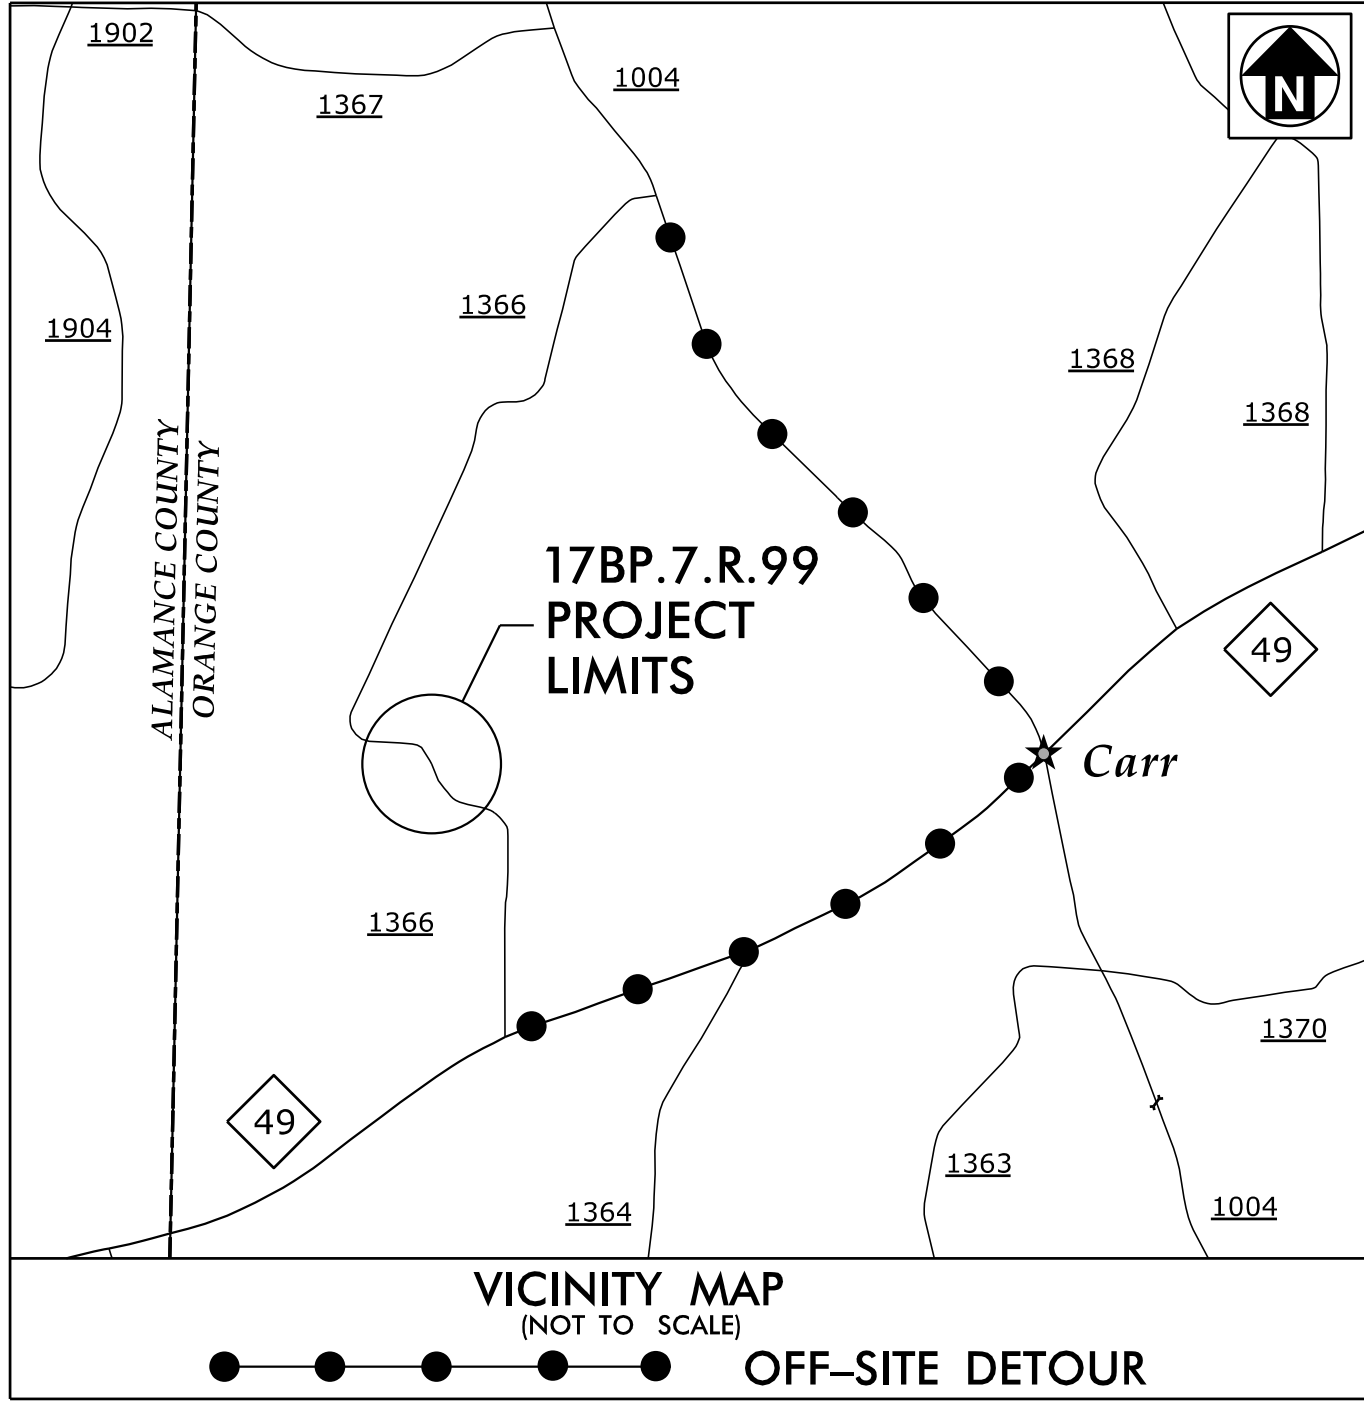 1902
N
1004
1367
1366
1904
1368
1368
ALAMANCE COUNTY
ORANGE COUNTY
17BP.7.R.99
PROJECT
LIMITS
49
Carr
1366
1370
49
1363
1364
1004
VICINITY MAP
(NOT TO SCALE)
OFF–SITE DETOUR